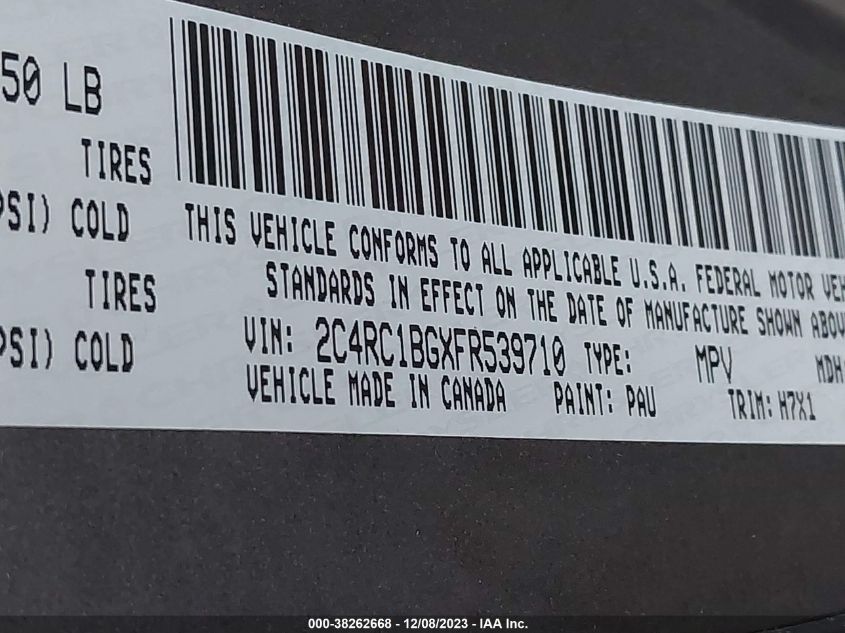 50 LB
TIRES
PSI) COLD
TIRES
PSI) COLD
THIS VEHICLE CONFORMS TO ALL APPLICABLE U.S.A. FEDERAL MOTOR VEH
STANDARDS IN EFFECT ON THE DATE OF MANUFACTURE SHOWN ABOV
VIN: 2C4RC1BGXFR539710 TYPE: MPV MDH
VEHICLE MADE IN CANADA PAINT: PAU TRIM: H7X1
000-38262668 - 12/08/2023 - IAA Inc.